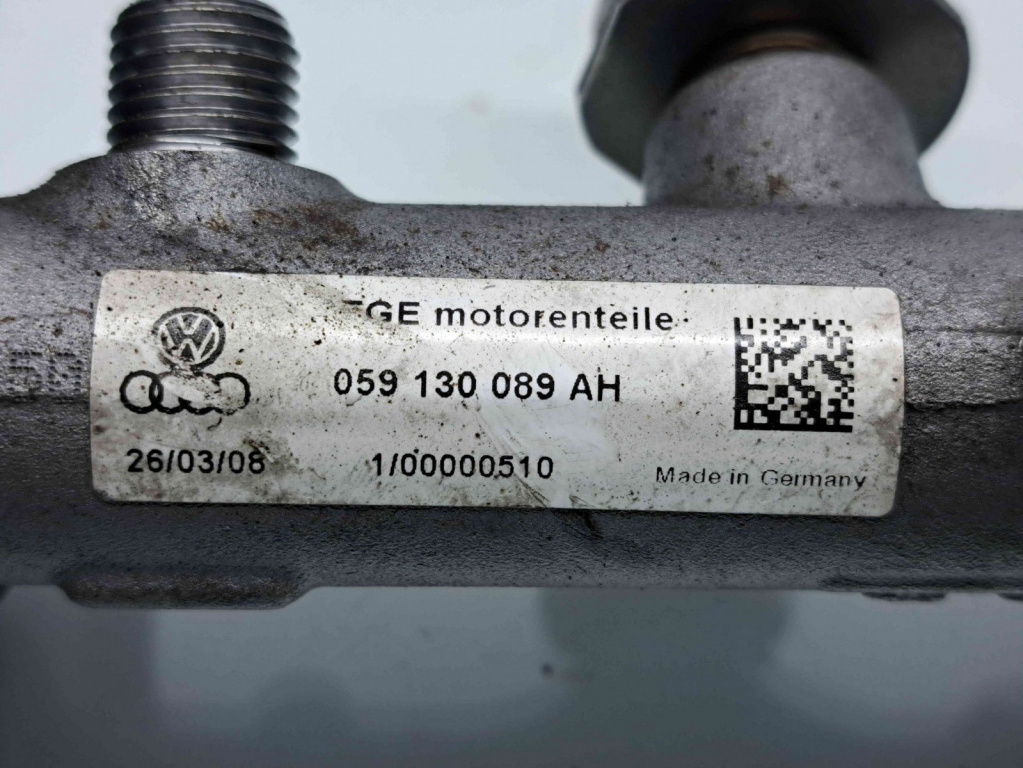 motorenteile
059 130 089 AH
26/03/08
1/00000510
Made in Germany